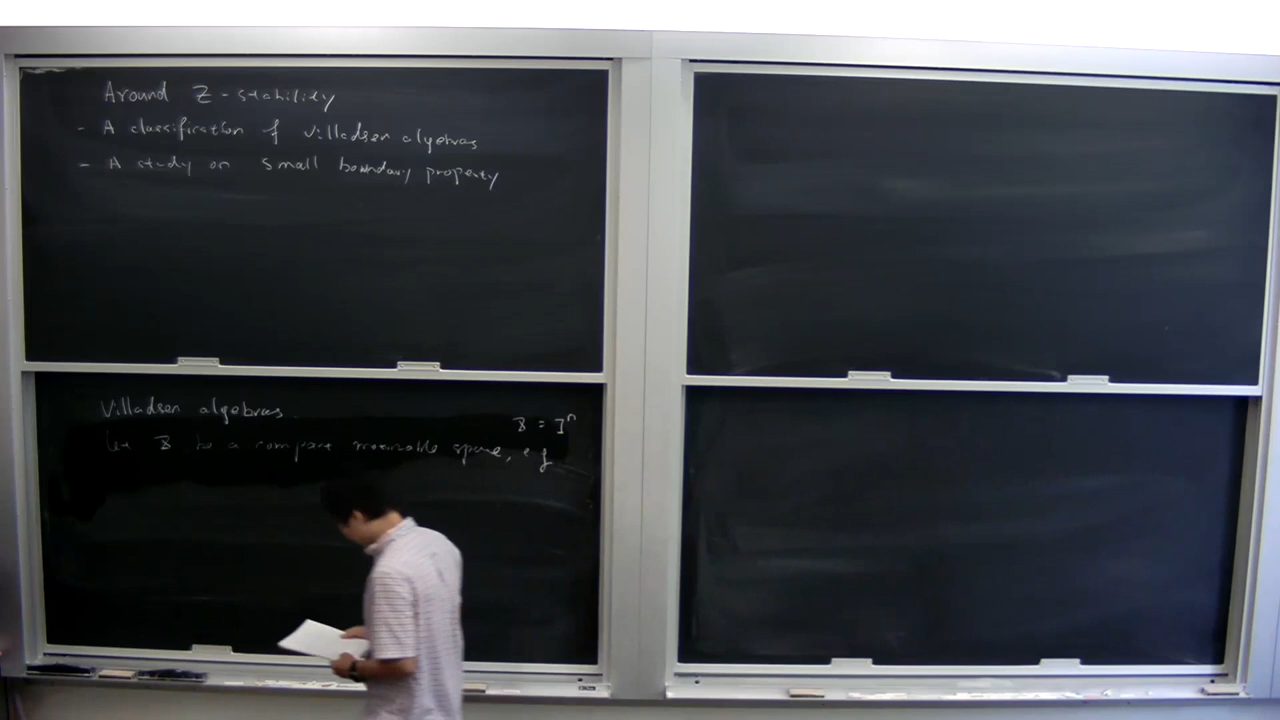 Around Z-stability
- A classification of Villadsen algebras
- A study on small boundary property
Villadsen algebras.
Let X be a compact metrizable space, e.g
X = I^n